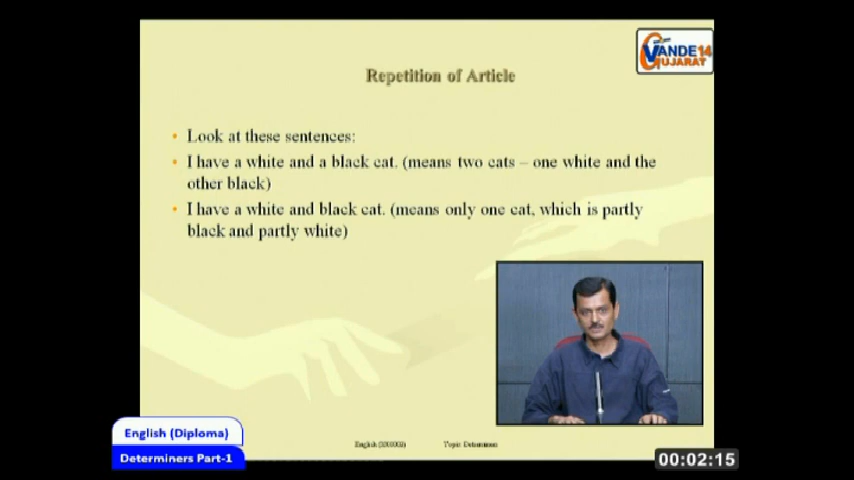 VANDE 14
GUJARAT
Repetition of Article
• Look at these sentences:
• I have a white and a black cat. (means two cats – one white and the
other black)
• I have a white and black cat. (means only one cat, which is partly
black and partly white)
English (Diploma)
Determiners Part-1
Topic: Determiners
00:02:15